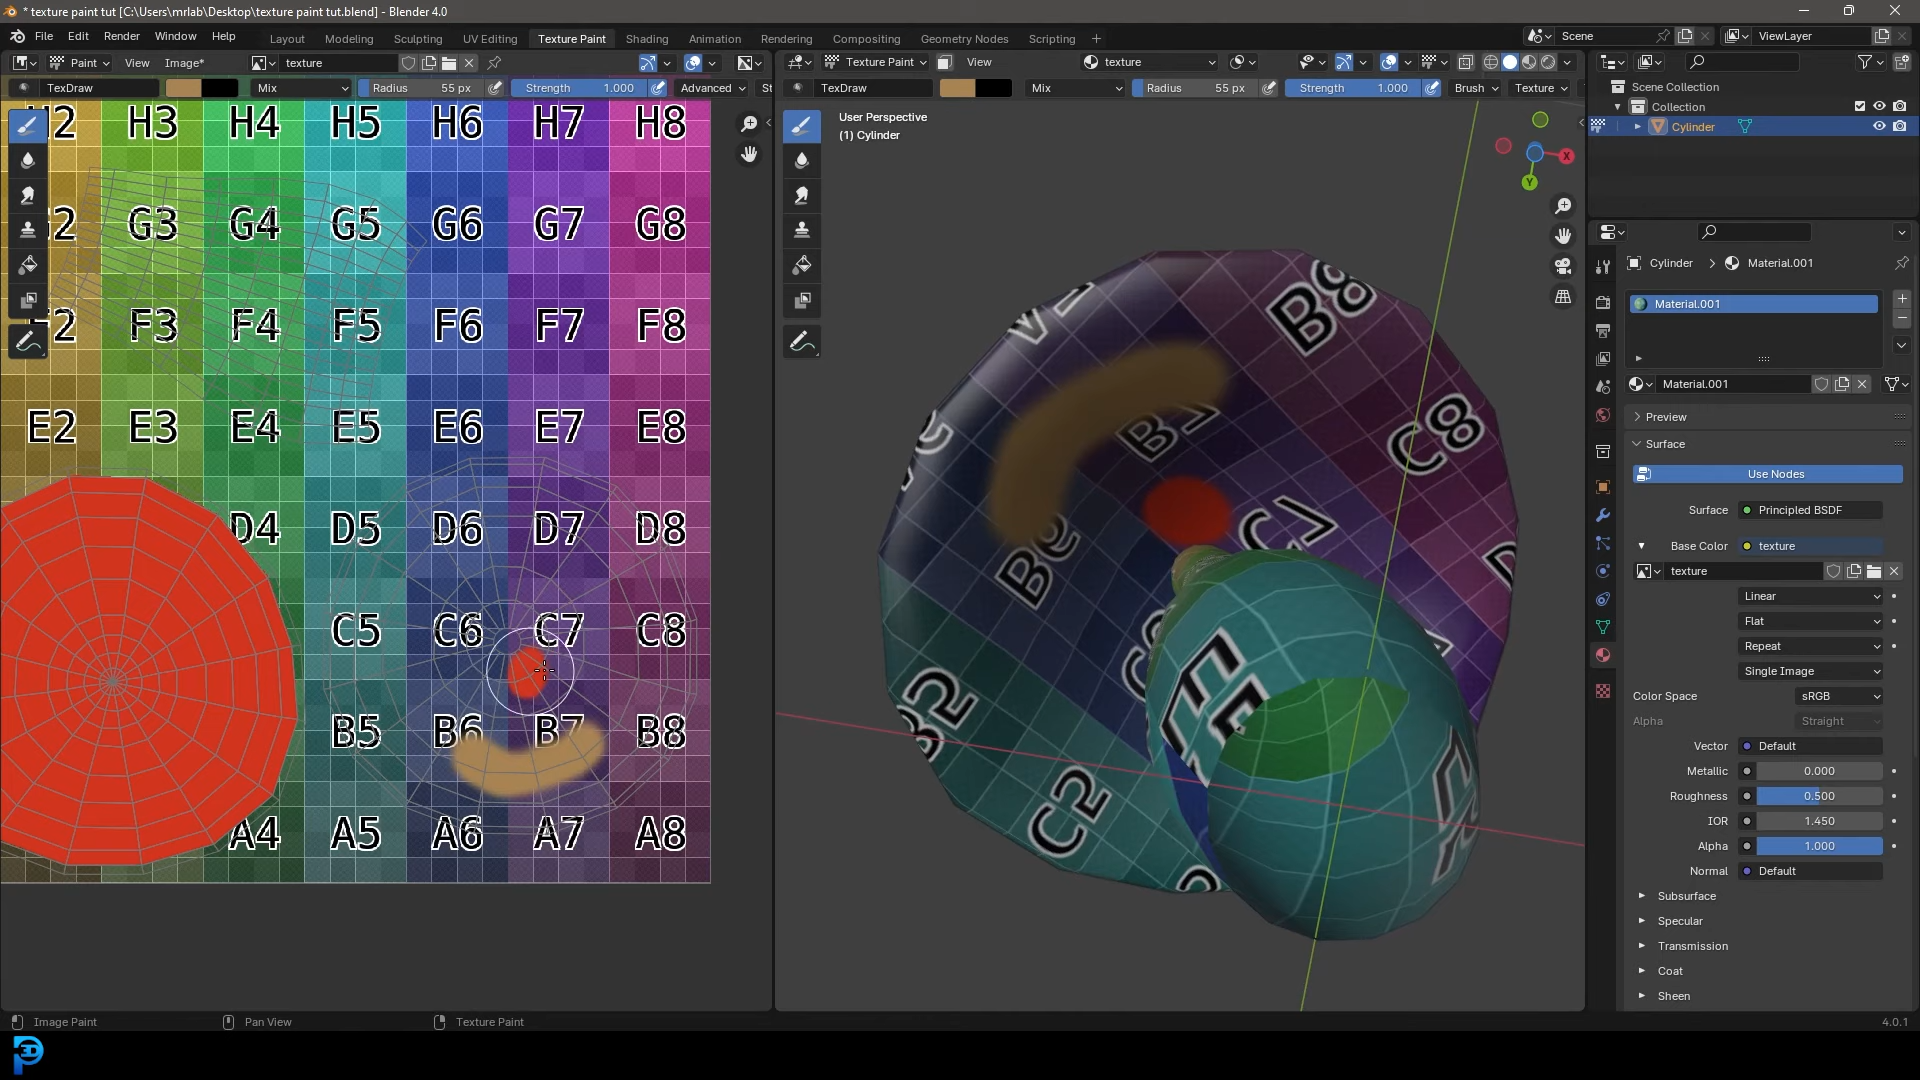 * texture paint tut [C:\Users\mrlab\Desktop\texture paint tut.blend] - Blender 4.0
File Edit Render Window Help Layout Modeling Sculpting UV Editing Texture Paint Shading Animation Rendering Compositing Geometry Nodes Scripting + Scene ViewLayer
Paint View Image* texture
TexDraw Mix Radius 55 px Strength 1.000 Advanced St
H2 H3 H4 H5 H6 H7 H8
G3 G4 G5 G6 G7 G8
F3 F4 F5 F6 F7 F8
E2 E3 E4 E5 E6 E7 E8
D4 D5 D6 D7 D8
C5 C6 C7 C8
B5 B6 B7 B8
A4 A5 A6 A7 A8
Texture Paint View texture
TexDraw Mix Radius 55 px Strength 1.000 Brush Texture
User Perspective
(1) Cylinder
X
Y
B8
C8
C7
B2
C2
Scene Collection
Collection
Cylinder
Cylinder > Material.001
Material.001
Material.001
Preview
Surface
Use Nodes
Surface Principled BSDF
Base Color texture
texture
Linear
Flat
Repeat
Single Image
Color Space sRGB
Alpha Straight
Vector Default
Metallic 0.000
Roughness 0.500
IOR 1.450
Alpha 1.000
Normal Default
Subsurface
Specular
Transmission
Coat
Sheen
Image Paint Pan View Texture Paint 4.0.1